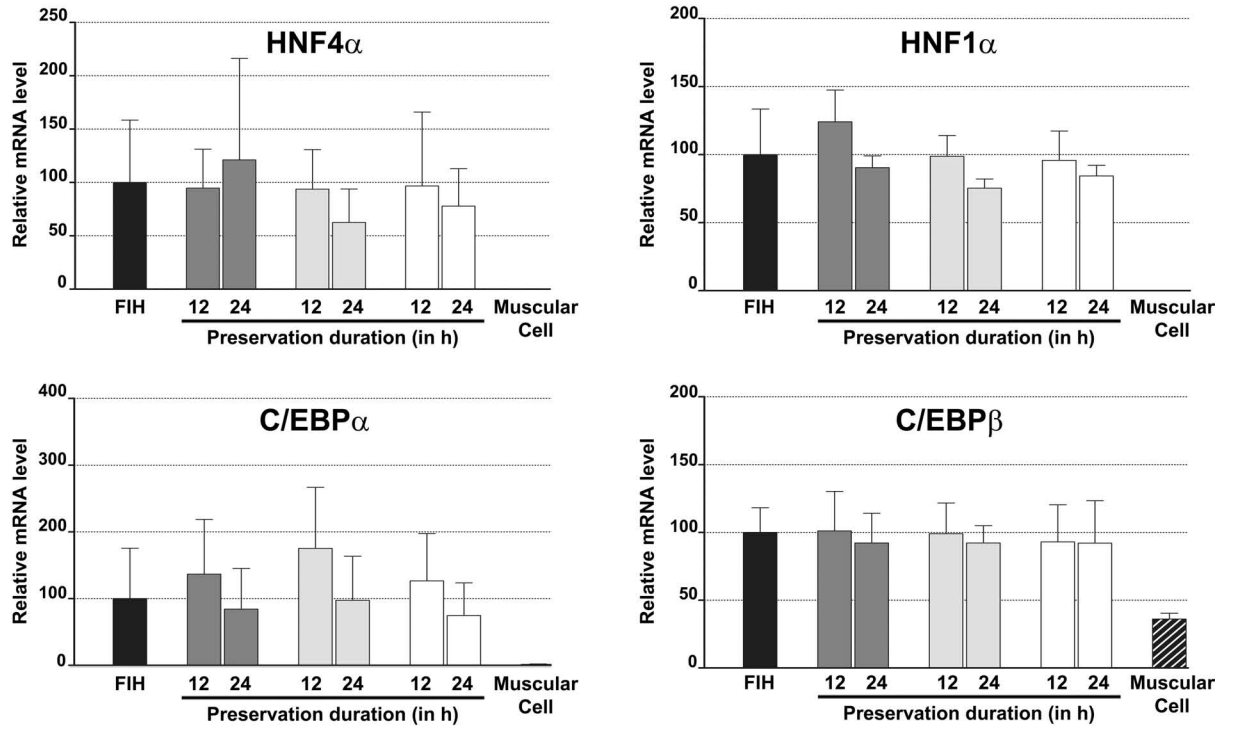 HNF4α
Relative mRNA level
250
200
150
100
50
0
FIH 12 24 12 24 12 24 Muscular
Cell
Preservation duration (in h)
HNF1α
Relative mRNA level
200
150
100
50
0
FIH 12 24 12 24 12 24 Muscular
Cell
Preservation duration (in h)
C/EBPα
Relative mRNA level
400
300
200
100
0
FIH 12 24 12 24 12 24 Muscular
Cell
Preservation duration (in h)
C/EBPβ
Relative mRNA level
200
150
100
50
0
FIH 12 24 12 24 12 24 Muscular
Cell
Preservation duration (in h)